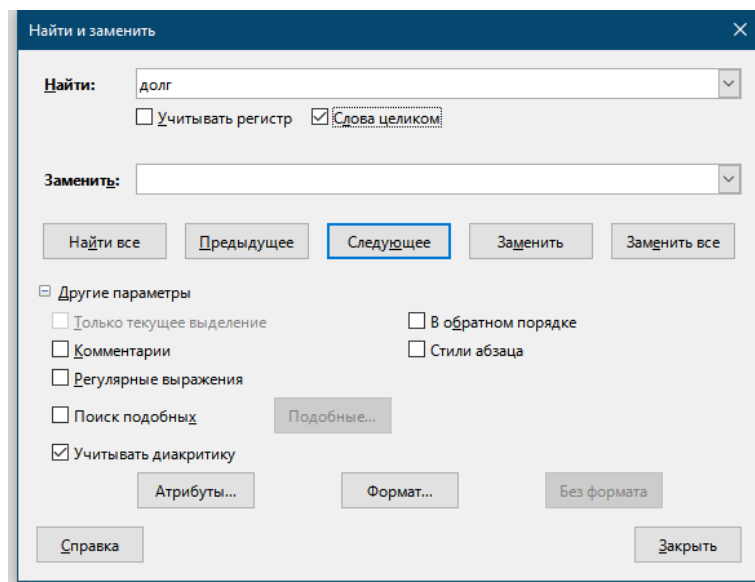 Найти и заменить
Найти: долг
Учитывать регистр Слова целиком
Заменить:
Найти все Предыдущее Следующее Заменить Заменить все
Другие параметры
Только текущее выделение В обратном порядке
Комментарии Стили абзаца
Регулярные выражения
Поиск подобных Подобные...
Учитывать диакритику
Атрибуты... Формат... Без формата
Справка Закрыть